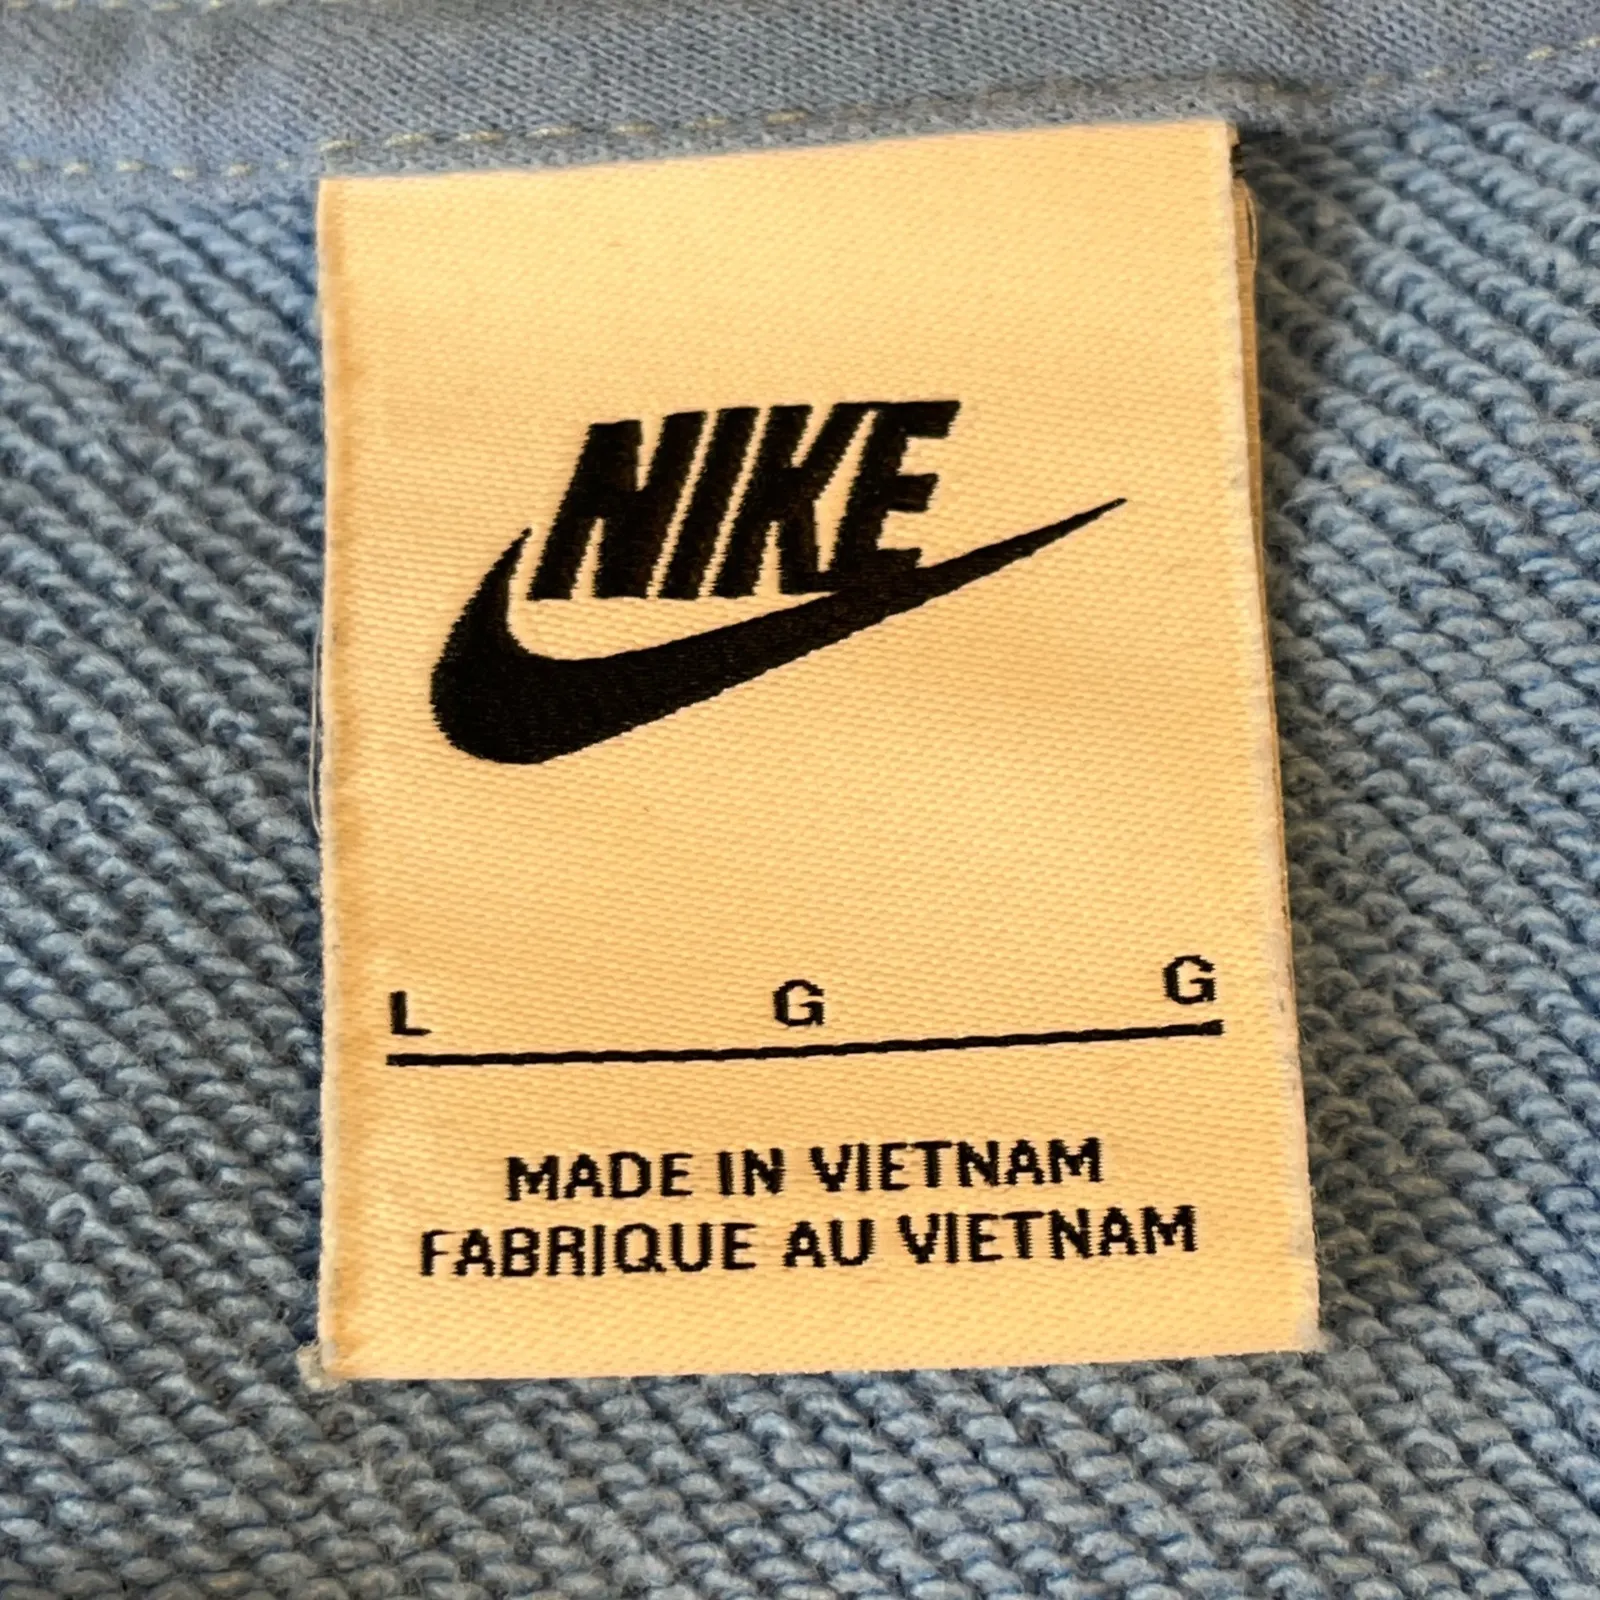 NIKE
L G G
MADE IN VIETNAM
FABRIQUE AU VIETNAM